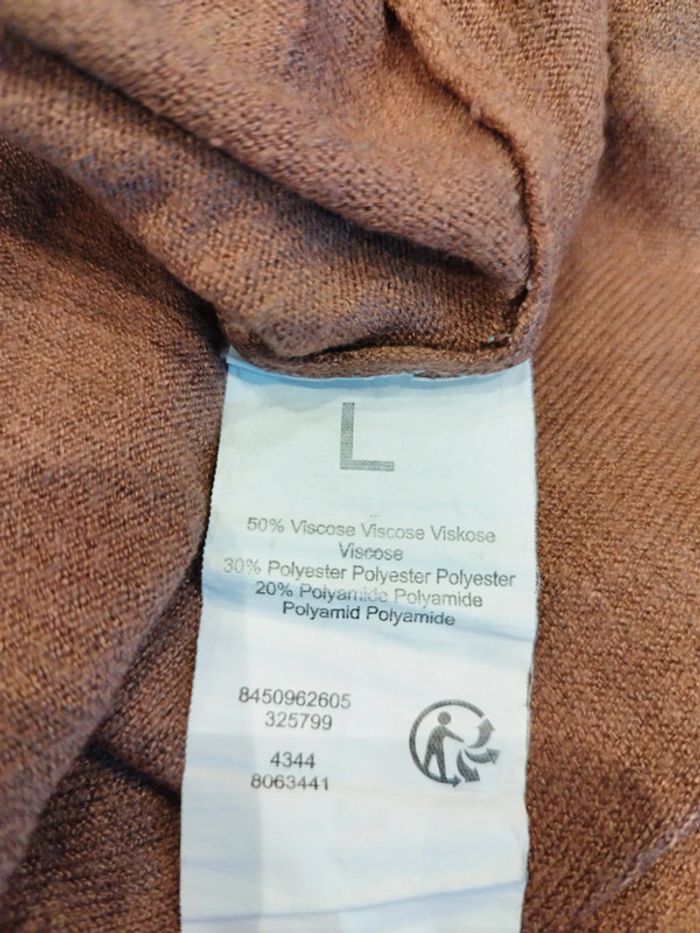 L
50% Viscose Viscose Viskose
Viscose
30% Polyester Polyester Polyester
20% Polyamide Polyamide
Polyamid Polyamide
8450962605
325799
4344
8063441